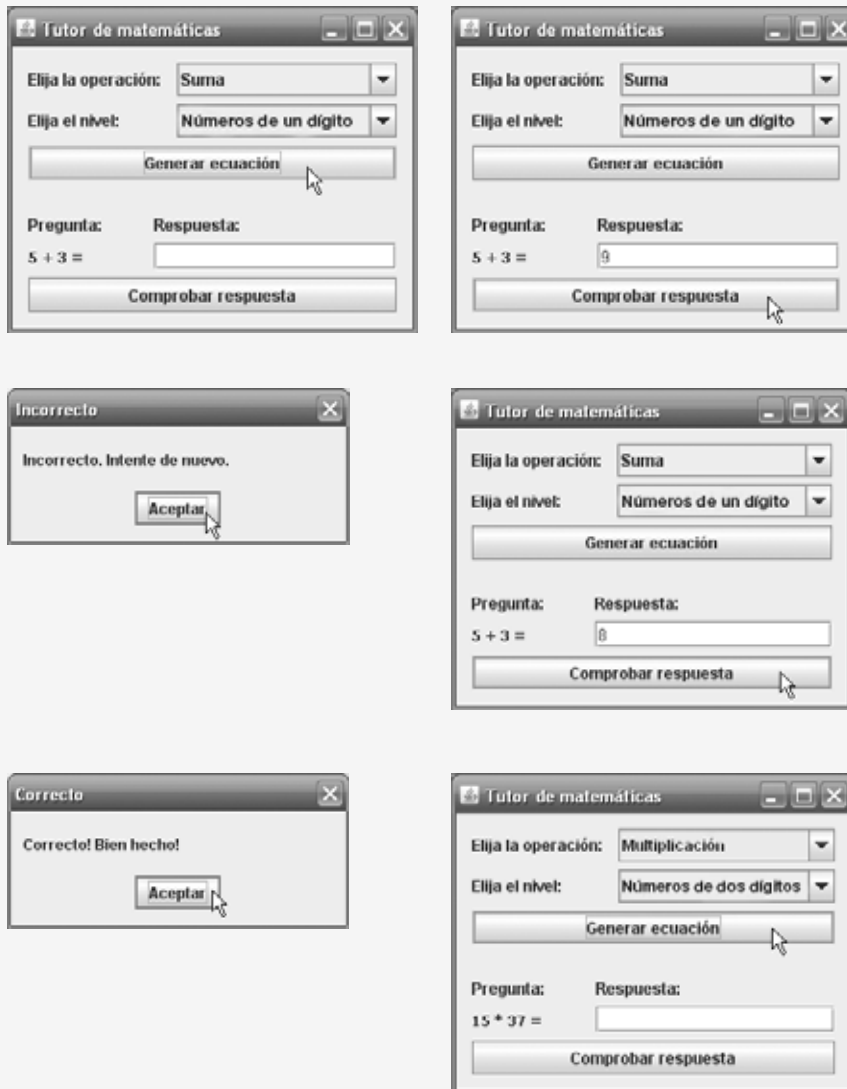 Tutor de matemáticas
Elija la operación: Suma
Elija el nivel: Números de un dígito
Generar ecuación
Pregunta: Respuesta:
5 + 3 =
Comprobar respuesta
Tutor de matemáticas
Elija la operación: Suma
Elija el nivel: Números de un dígito
Generar ecuación
Pregunta: Respuesta:
5 + 3 = 9
Comprobar respuesta
Incorrecto
Incorrecto. Intente de nuevo.
Aceptar
Tutor de matemáticas
Elija la operación: Suma
Elija el nivel: Números de un dígito
Generar ecuación
Pregunta: Respuesta:
5 + 3 = 8
Comprobar respuesta
Correcto
Correcto! Bien hecho!
Aceptar
Tutor de matemáticas
Elija la operación: Multiplicación
Elija el nivel: Números de dos dígitos
Generar ecuación
Pregunta: Respuesta:
15 * 37 =
Comprobar respuesta